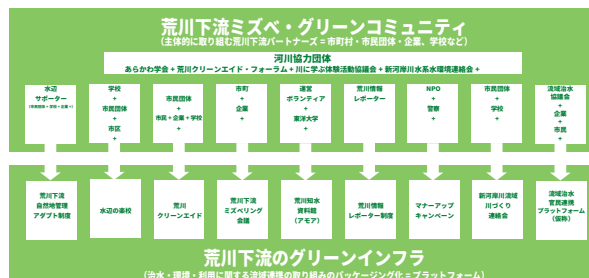 荒川下流ミズベ・グリーンコミュニティ
（主体的に取り組む荒川下流パートナーズ＝市町村・市民団体・企業、学校など）
河川協力団体
あらかわ学会＋荒川クリーンエイド・フォーラム＋川に学ぶ体験活動協議会＋新河岸川水系水環境連絡会＋
水辺
サポーター
（市民団体・学校・企業＋）
学校
＋
市民団体
＋
市区
＋
市民団体
＋
市民＋企業＋学校
＋
市町
＋
企業
＋
運営
ボランティア
＋
東洋大学
＋
荒川情報
レポーター
NPO
＋
警察
＋
市民団体
＋
学校
＋
流域治水
協議会
＋
企業
＋
市民
＋
荒川下流
自然地管理
アダプト制度
水辺の楽校
荒川
クリーンエイド
荒川下流
ミズベリング
会議
荒川知水
資料館
（アモア）
荒川情報
レポーター制度
マナーアップ
キャンペーン
新河岸川流域
川づくり
連絡会
流域治水
官民連携
プラットフォーム
（仮称）
荒川下流のグリーンインフラ
（治水・環境・利用に関する流域連携の取り組みのパッケージング化＝プラットフォーム）